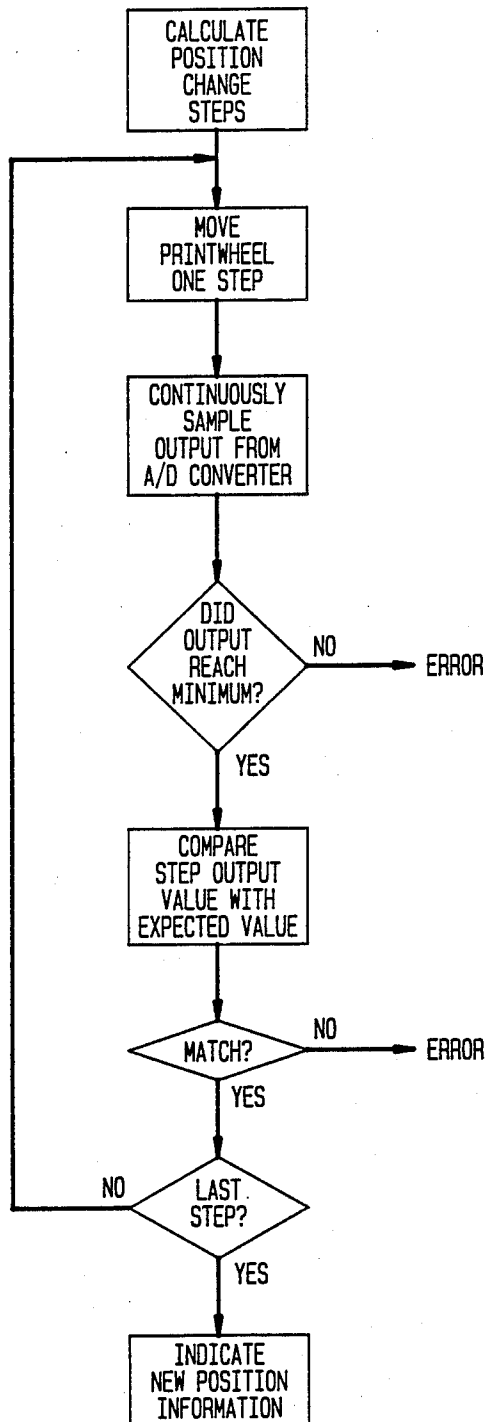 CALCULATE
POSITION
CHANGE
STEPS
MOVE
PRINTWHEEL
ONE STEP
CONTINUOUSLY
SAMPLE
OUTPUT FROM
A/D CONVERTER
DID
OUTPUT
REACH
MINIMUM?
NO
ERROR
YES
COMPARE
STEP OUTPUT
VALUE WITH
EXPECTED VALUE
MATCH?
NO
ERROR
YES
LAST
STEP?
NO
YES
INDICATE
NEW POSITION
INFORMATION